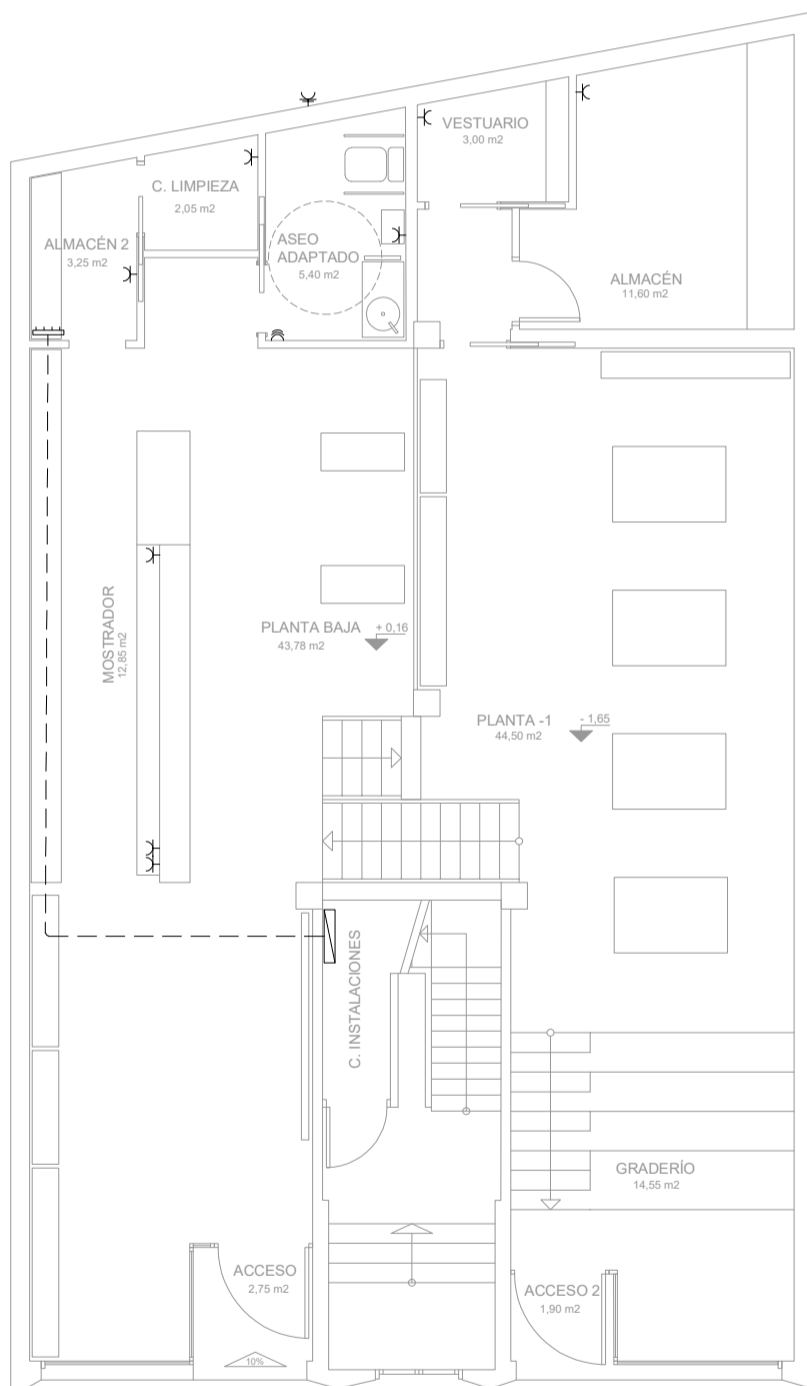 VESTUARIO
3,00 m2
C. LIMPIEZA
2,05 m2
ALMACÉN 2
3,25 m2
ASEO
ADAPTADO
5,40 m2
ALMACÉN
11,60 m2
MOSTRADOR
12,85 m2
PLANTA BAJA
43,78 m2
+ 0,16
PLANTA -1
44,50 m2
- 1,65
C. INSTALACIONES
GRADERÍO
14,55 m2
ACCESO
2,75 m2
ACCESO 2
1,90 m2
10%